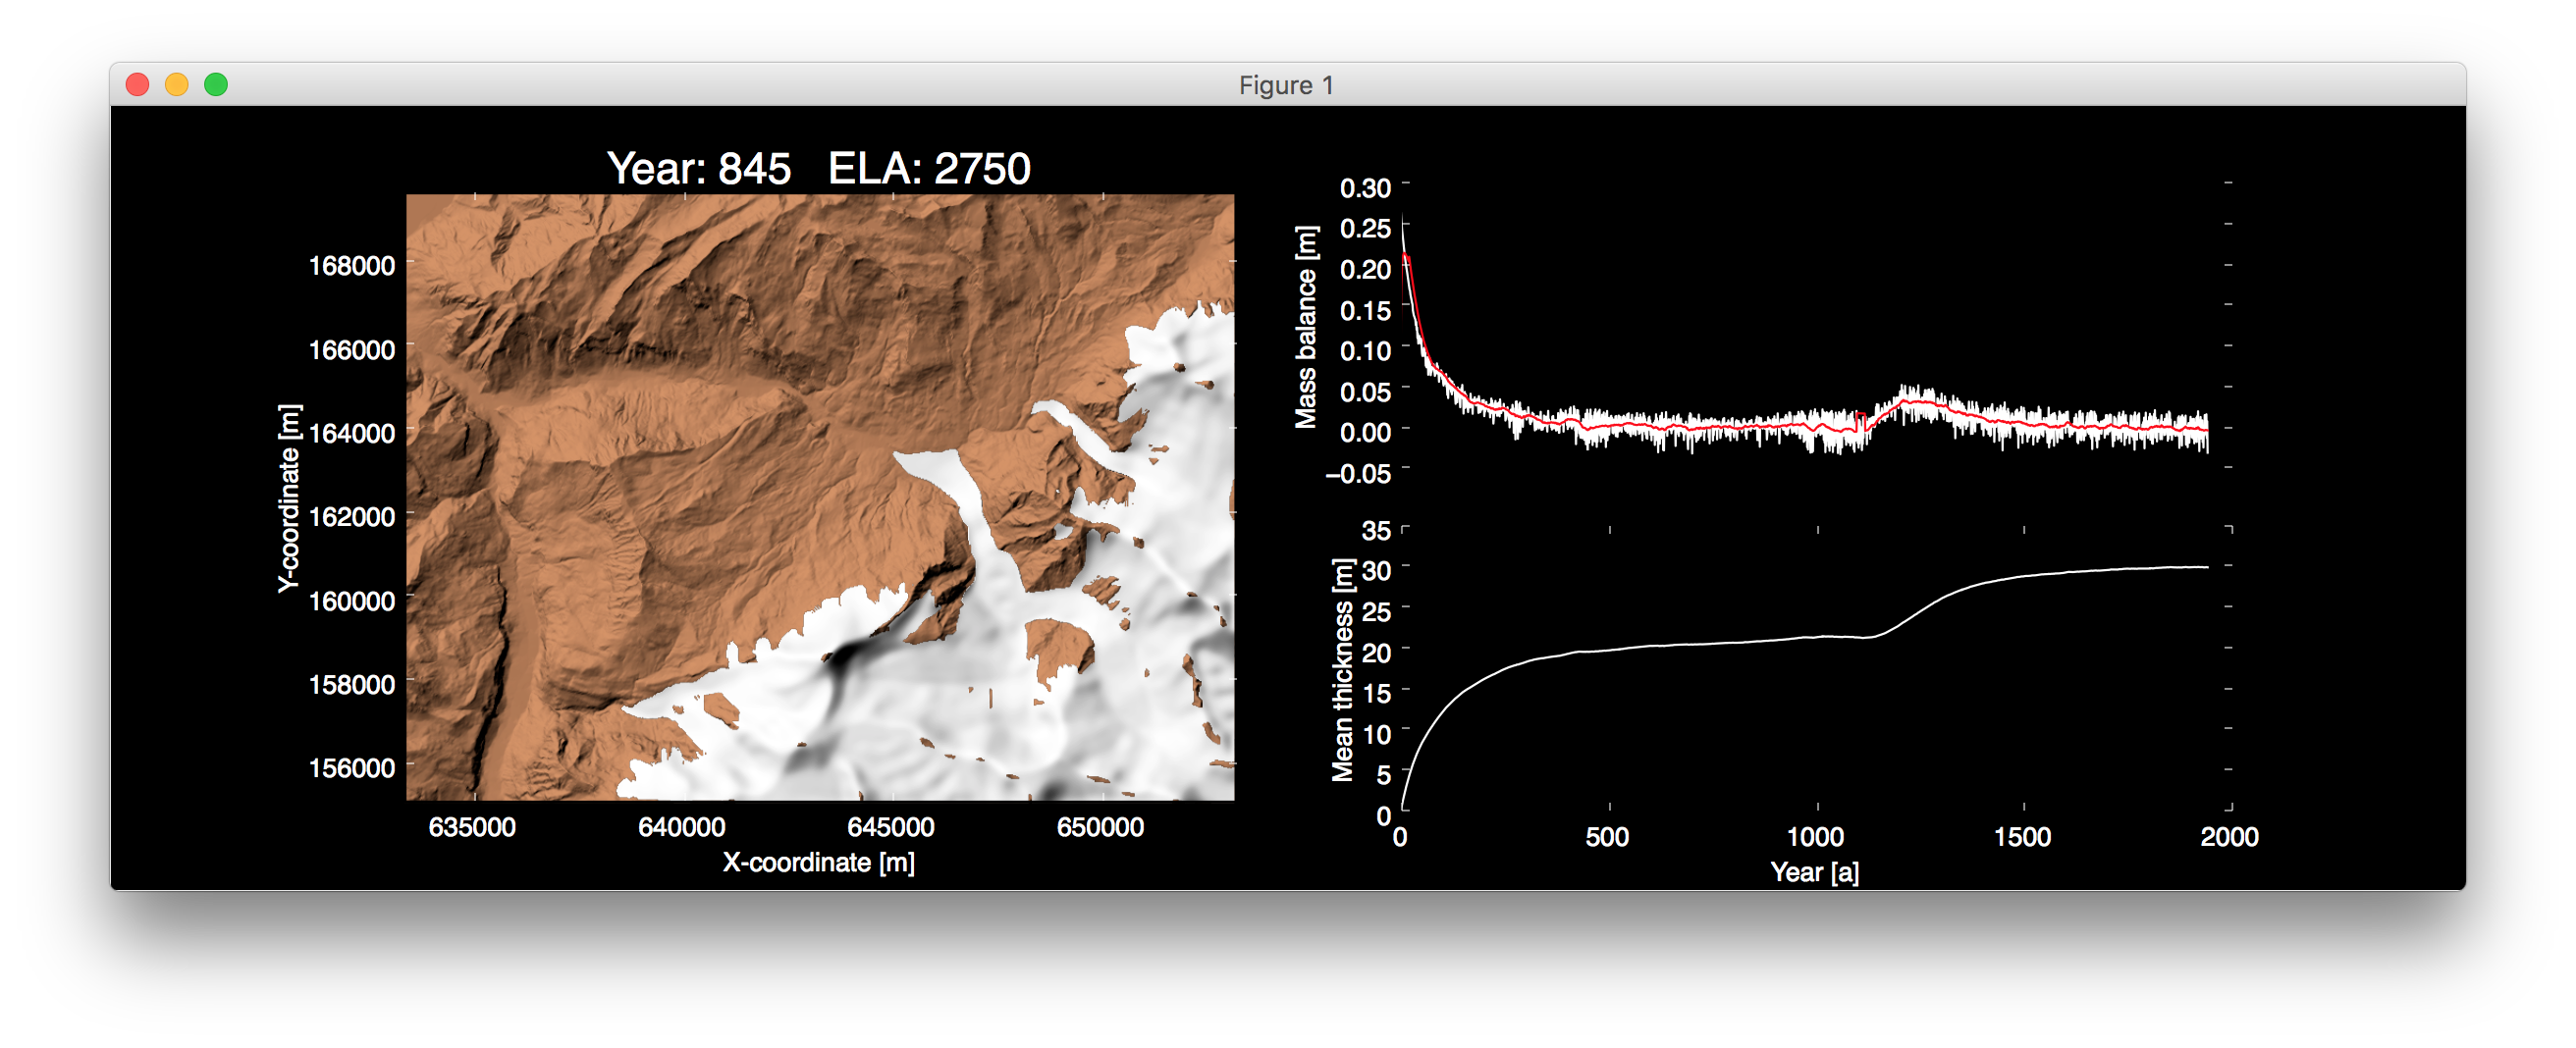 Figure 1
Year: 845   ELA: 2750
168000
166000
164000
162000
160000
158000
156000
Y-coordinate [m]
635000 640000 645000 650000
X-coordinate [m]
0.30
0.25
0.20
0.15
0.10
0.05
0.00
−0.05
Mass balance [m]
35
30
25
20
15
10
5
0
Mean thickness [m]
0 500 1000 1500 2000
Year [a]